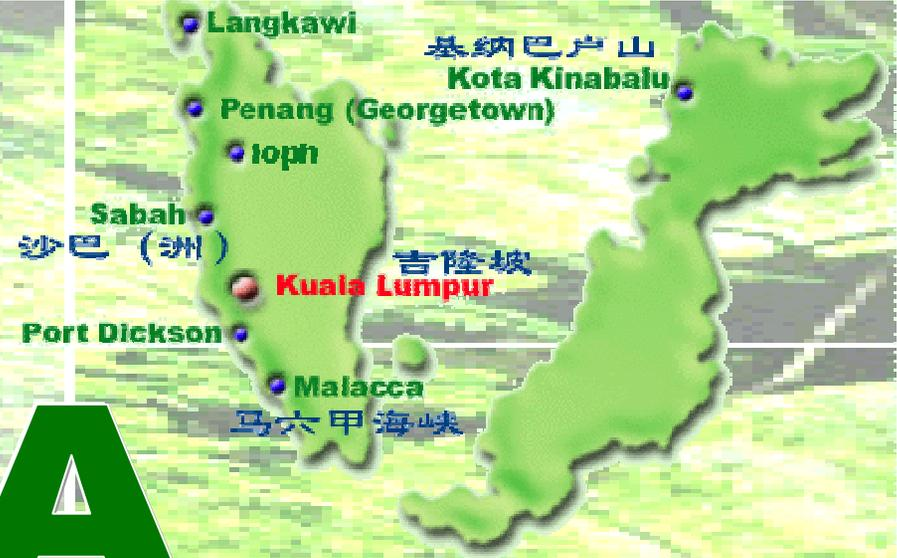 Langkawi
基纳巴卢山
Kota Kinabalu
Penang (Georgetown)
Ioph
Sabah
沙巴 (洲)
吉隆坡
Kuala Lumpur
Port Dickson
Malacca
马六甲海峡
A